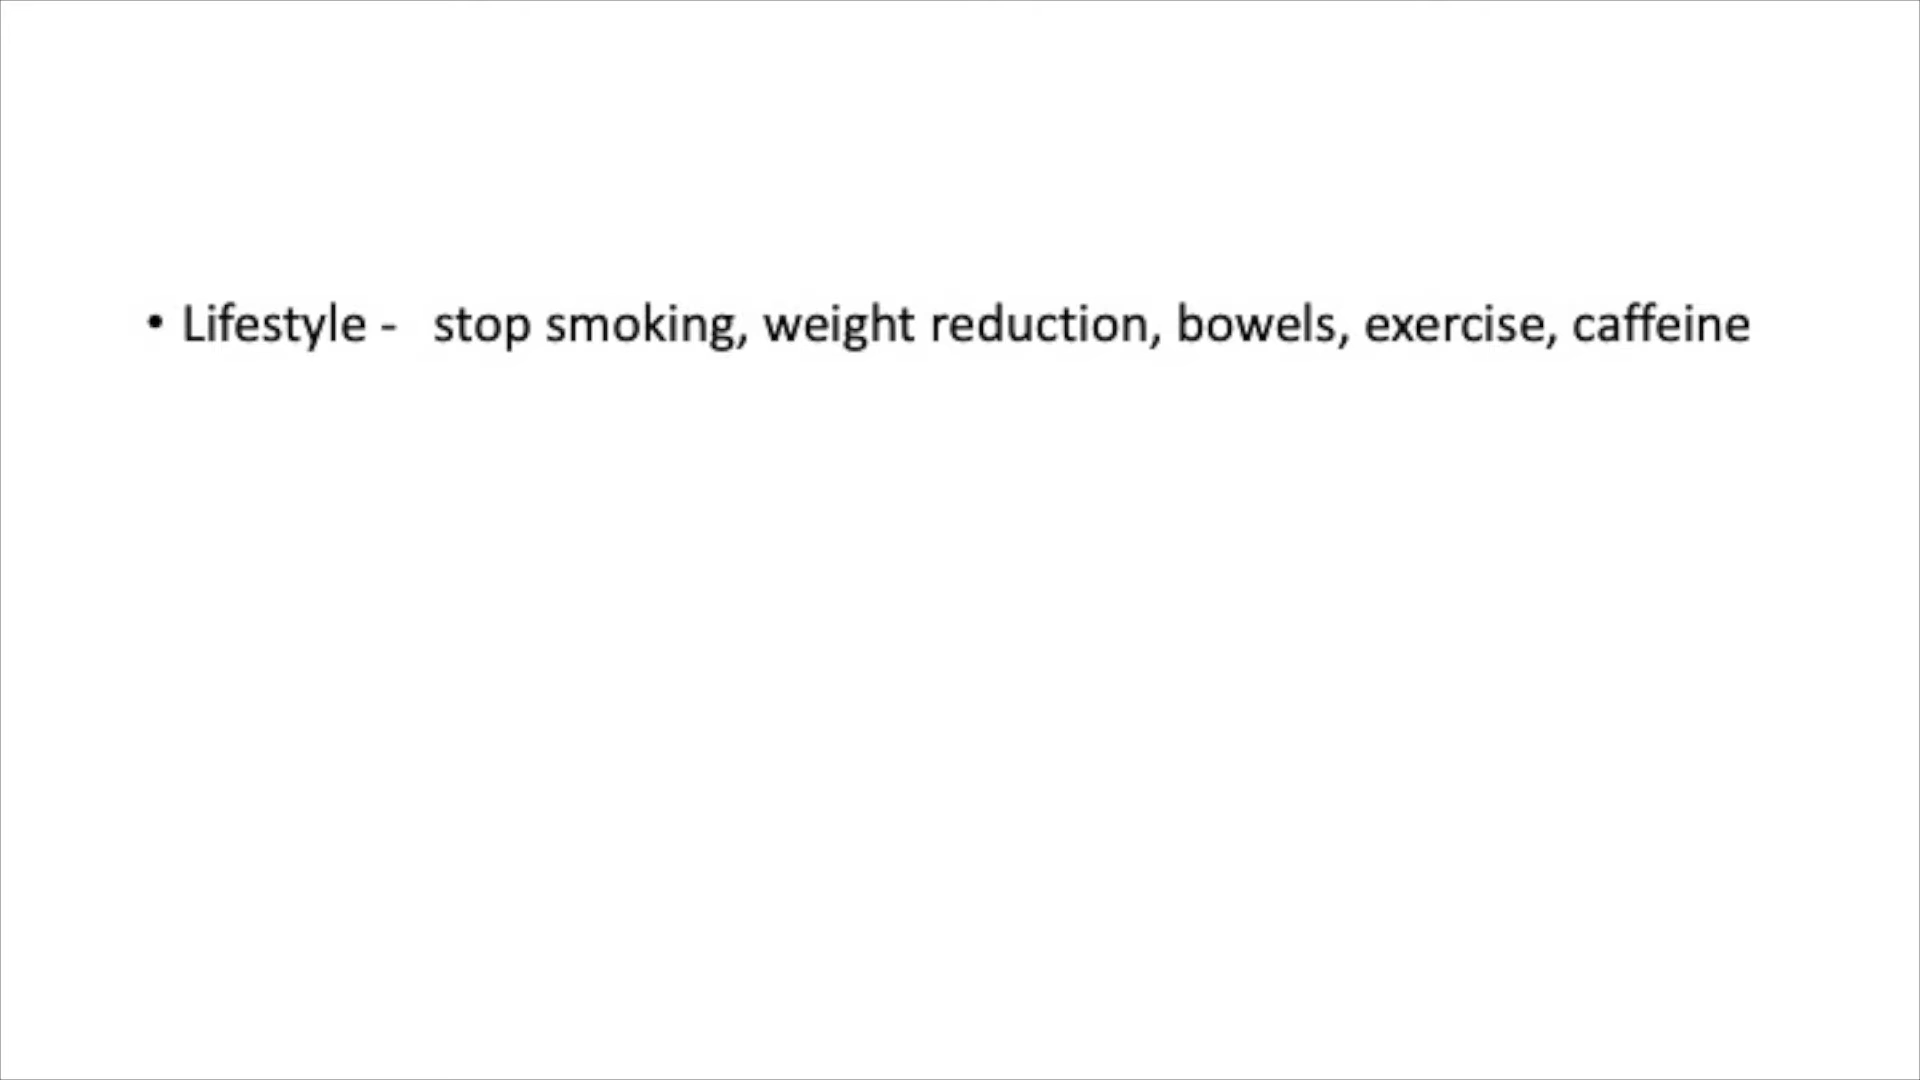 • Lifestyle -   stop smoking, weight reduction, bowels, exercise, caffeine